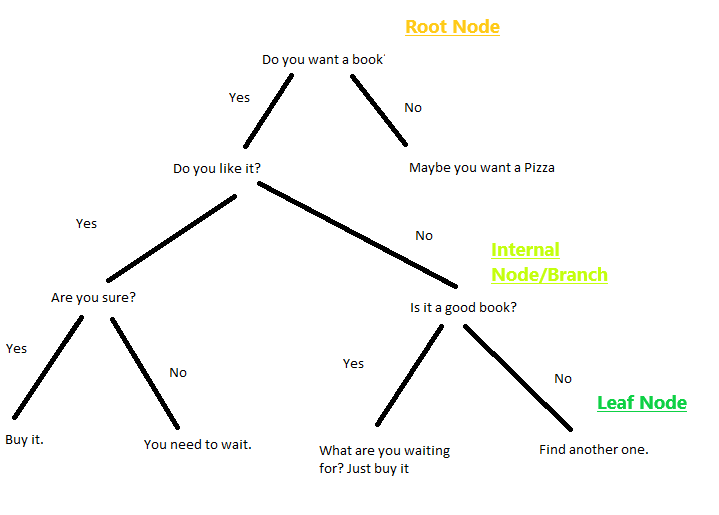 Root Node
Do you want a book
Yes
No
Do you like it?
Maybe you want a Pizza
Yes
No
Internal
Node/Branch
Are you sure?
Is it a good book?
Yes
No
Yes
No
Leaf Node
Buy it.
You need to wait.
What are you waiting
for? Just buy it
Find another one.